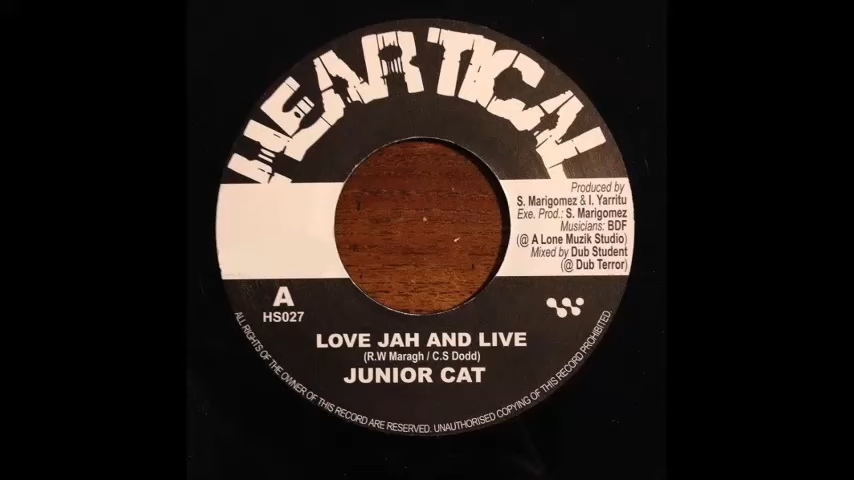 HEARTICAL
Produced by
S. Marigomez & I. Yarritu
Exe. Prod.: S. Marigomez
Musicians: BDF
(@ A Lone Muzik Studio)
Mixed by Dub Student
(@ Dub Terror)
A
HS027
LOVE JAH AND LIVE
(R.W Maragh / C.S Dodd)
JUNIOR CAT
ALL RIGHTS OF THE OWNER OF THIS RECORD ARE RESERVED. UNAUTHORISED COPYING OF THIS RECORD PROHIBITED.